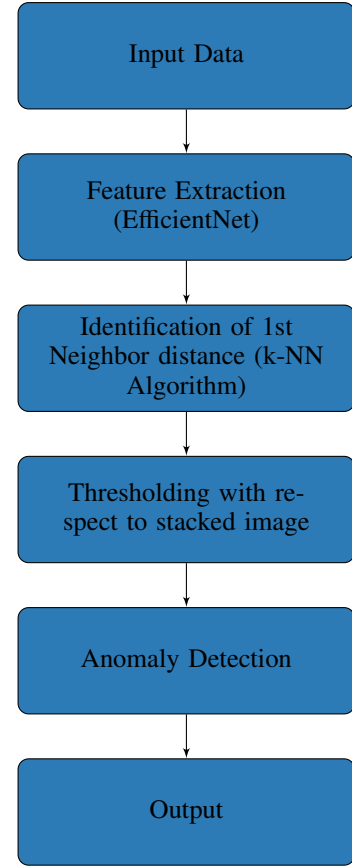 Input Data
Feature Extraction
(EfficientNet)
Identification of 1st
Neighbor distance (k-NN
Algorithm)
Thresholding with re-
spect to stacked image
Anomaly Detection
Output